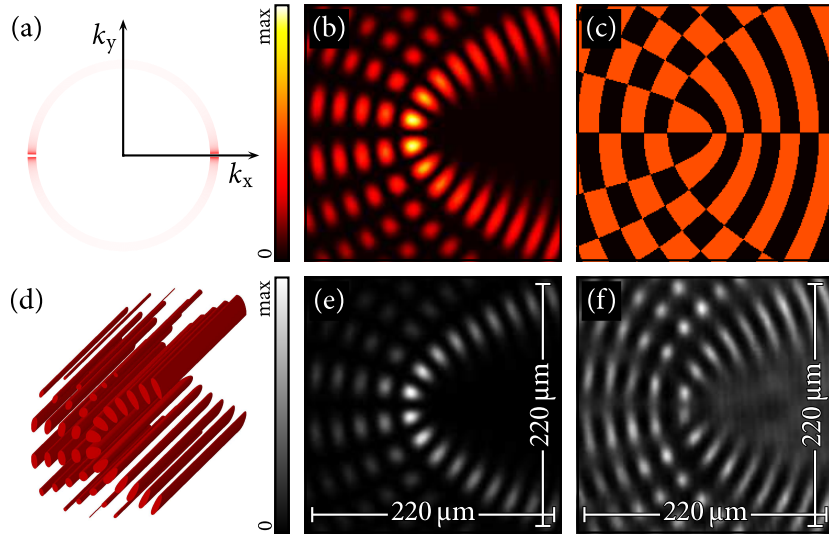 (a)
k_y
k_x
max
0
(b)
(c)
(d)
max
0
(e)
220 μm
220 μm
(f)
220 μm
220 μm